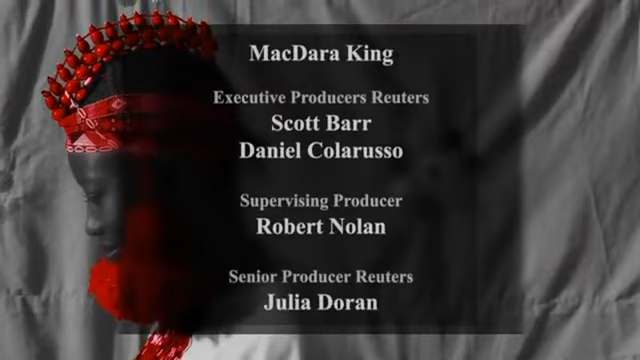 MacDara King
Executive Producers Reuters
Scott Barr
Daniel Colarusso
Supervising Producer
Robert Nolan
Senior Producer Reuters
Julia Doran